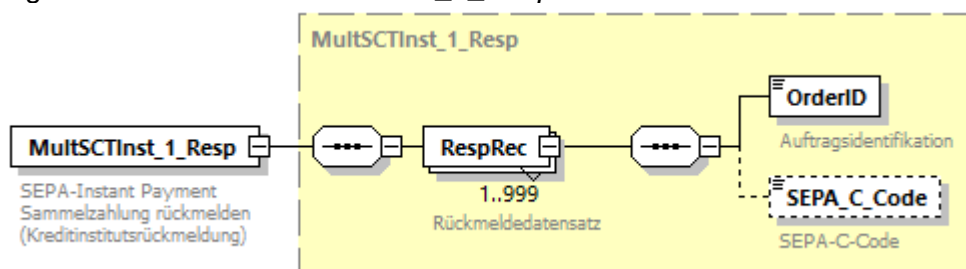 MultSCTInst_1_Resp
MultSCTInst_1_Resp
SEPA-Instant Payment
Sammelzahlung rückmelden
(Kreditinstitutsrückmeldung)
RespRec
1..999
Rückmeldedatensatz
OrderID
Auftragsidentifikation
SEPA_C_Code
SEPA-C-Code